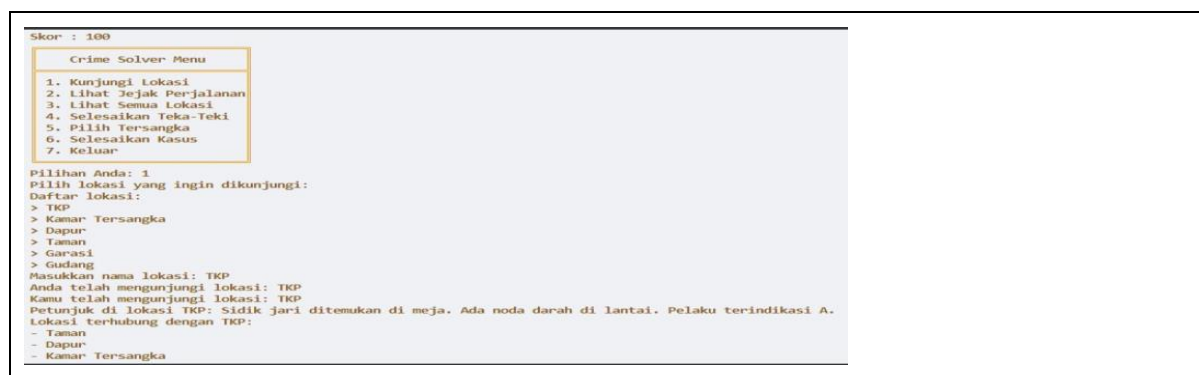 Skor : 100
Crime Solver Menu
1. Kunjungi Lokasi
2. Lihat Jejak Perjalanan
3. Lihat Semua Lokasi
4. Selesaikan Teka-Teki
5. Pilih Tersangka
6. Selesaikan Kasus
7. Keluar
Pilihan Anda: 1
Pilih lokasi yang ingin dikunjungi:
Daftar lokasi:
> TKP
> Kamar Tersangka
> Dapur
> Taman
> Garasi
> Gudang
Masukkan nama lokasi: TKP
Anda telah mengunjungi lokasi: TKP
Kamu telah mengunjungi lokasi: TKP
Petunjuk di lokasi TKP: Sidik jari ditemukan di meja. Ada noda darah di lantai. Pelaku terindikasi A.
Lokasi terhubung dengan TKP:
- Taman
- Dapur
- Kamar Tersangka